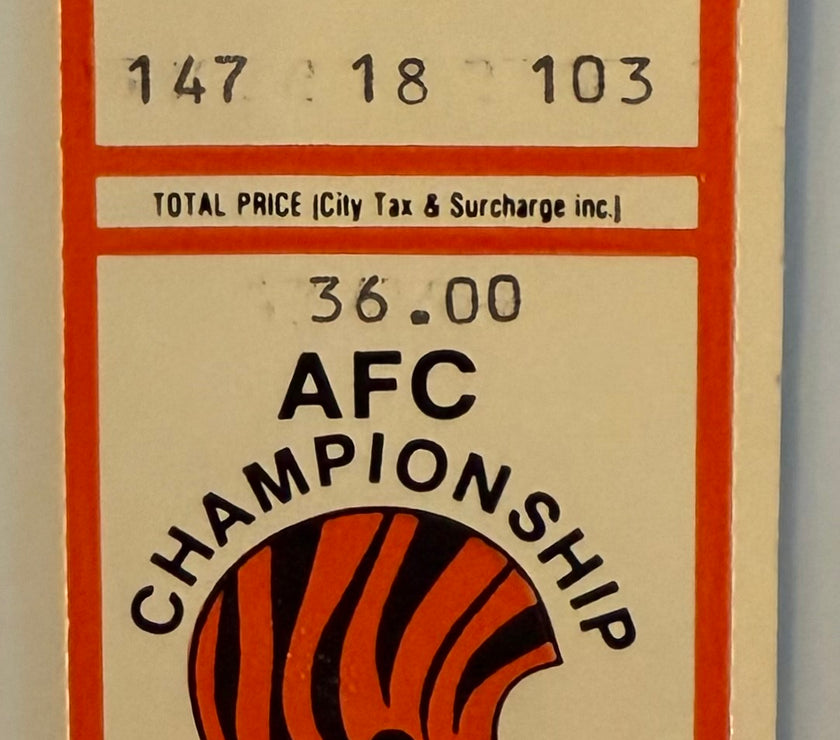 147 18 103
TOTAL PRICE (City Tax & Surcharge inc.)
36.00
AFC
CHAMPIONSHIP